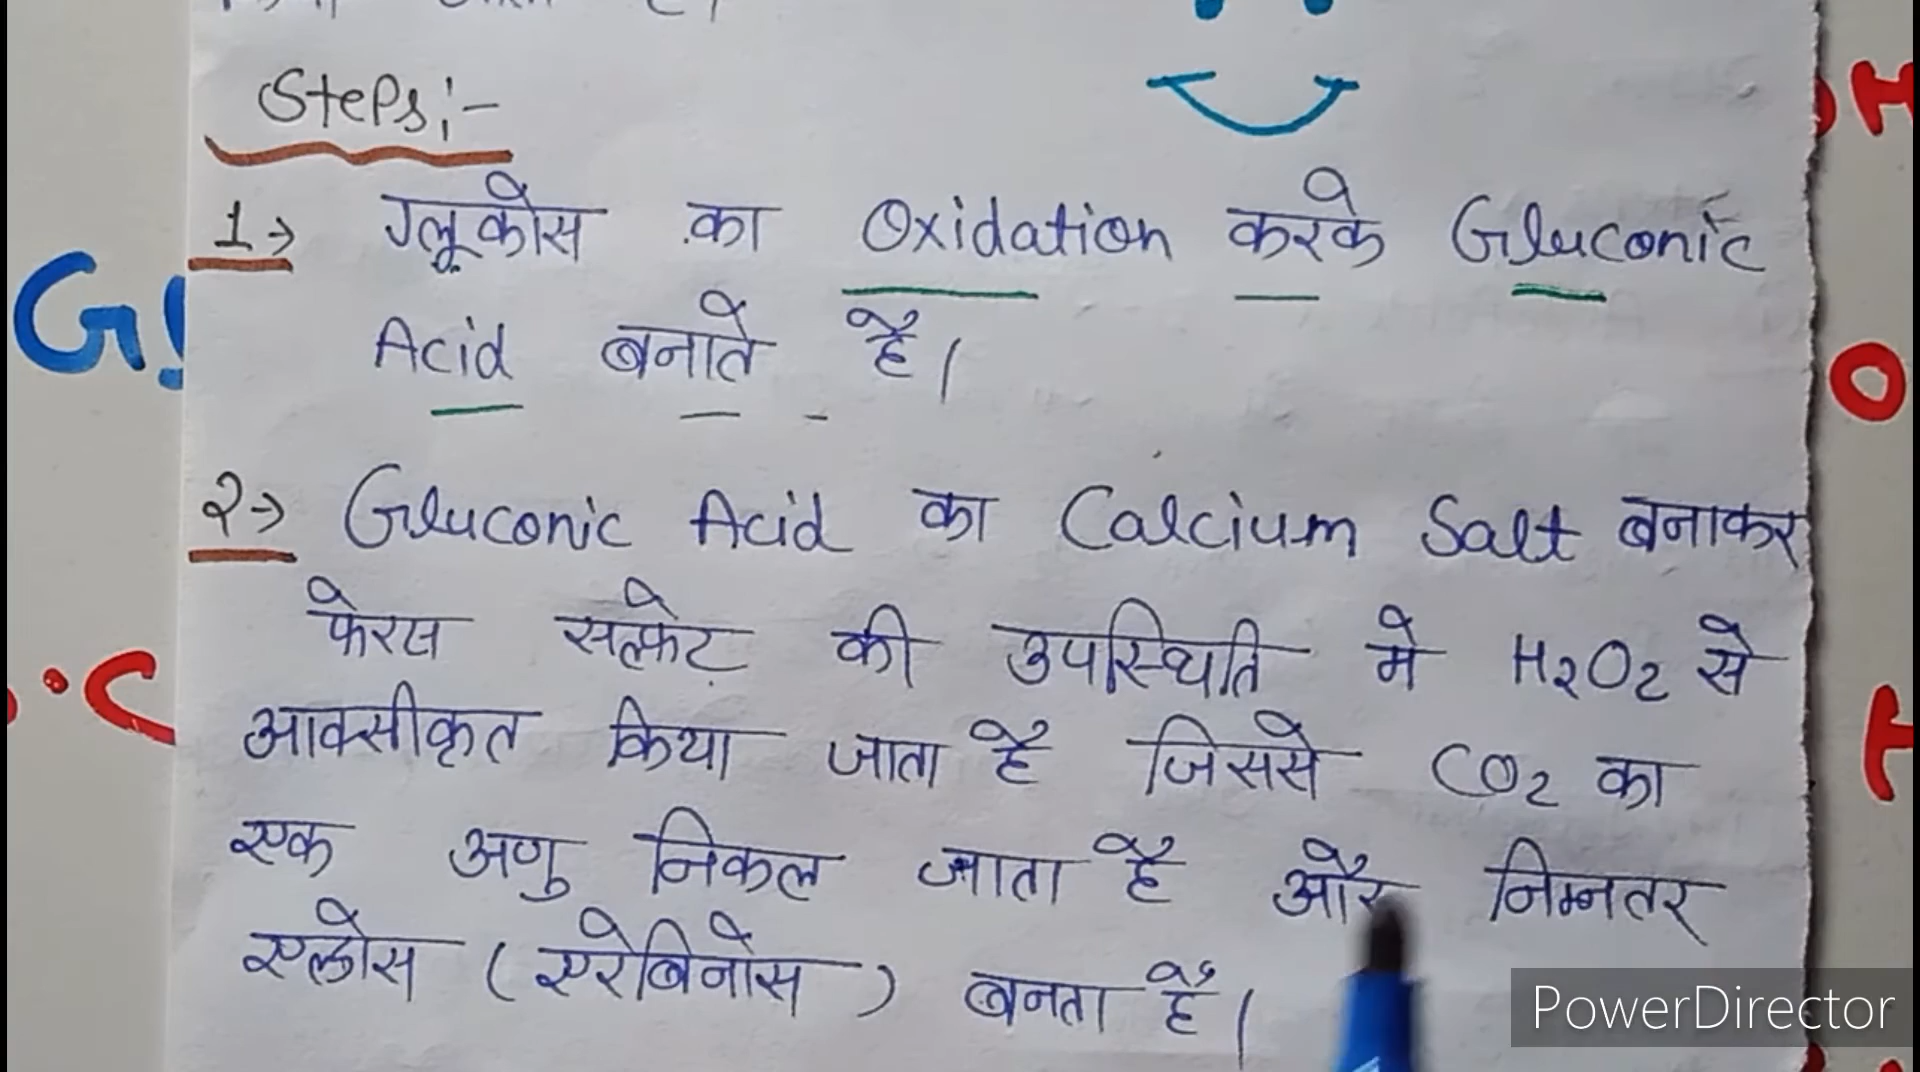 Steps:-
1→ ग्लूकोस का Oxidation करके Gluconic
Acid बनाते है।
2→ Gluconic Acid का Calcium Salt बनाकर
फेरस सल्फेट की उपस्थिति मे H₂O₂ से
आक्सीकृत किया जाता है जिससे CO₂ का
एक अणु निकल जाता है और निम्नतर
एल्डोस (एरेबिनोस) बनता है।
PowerDirector